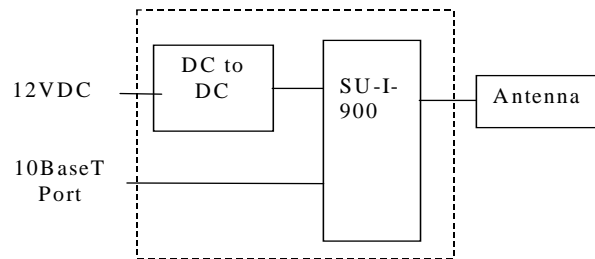 12VDC
DC to
DC
SU-I-
900
Antenna
10BaseT
Port